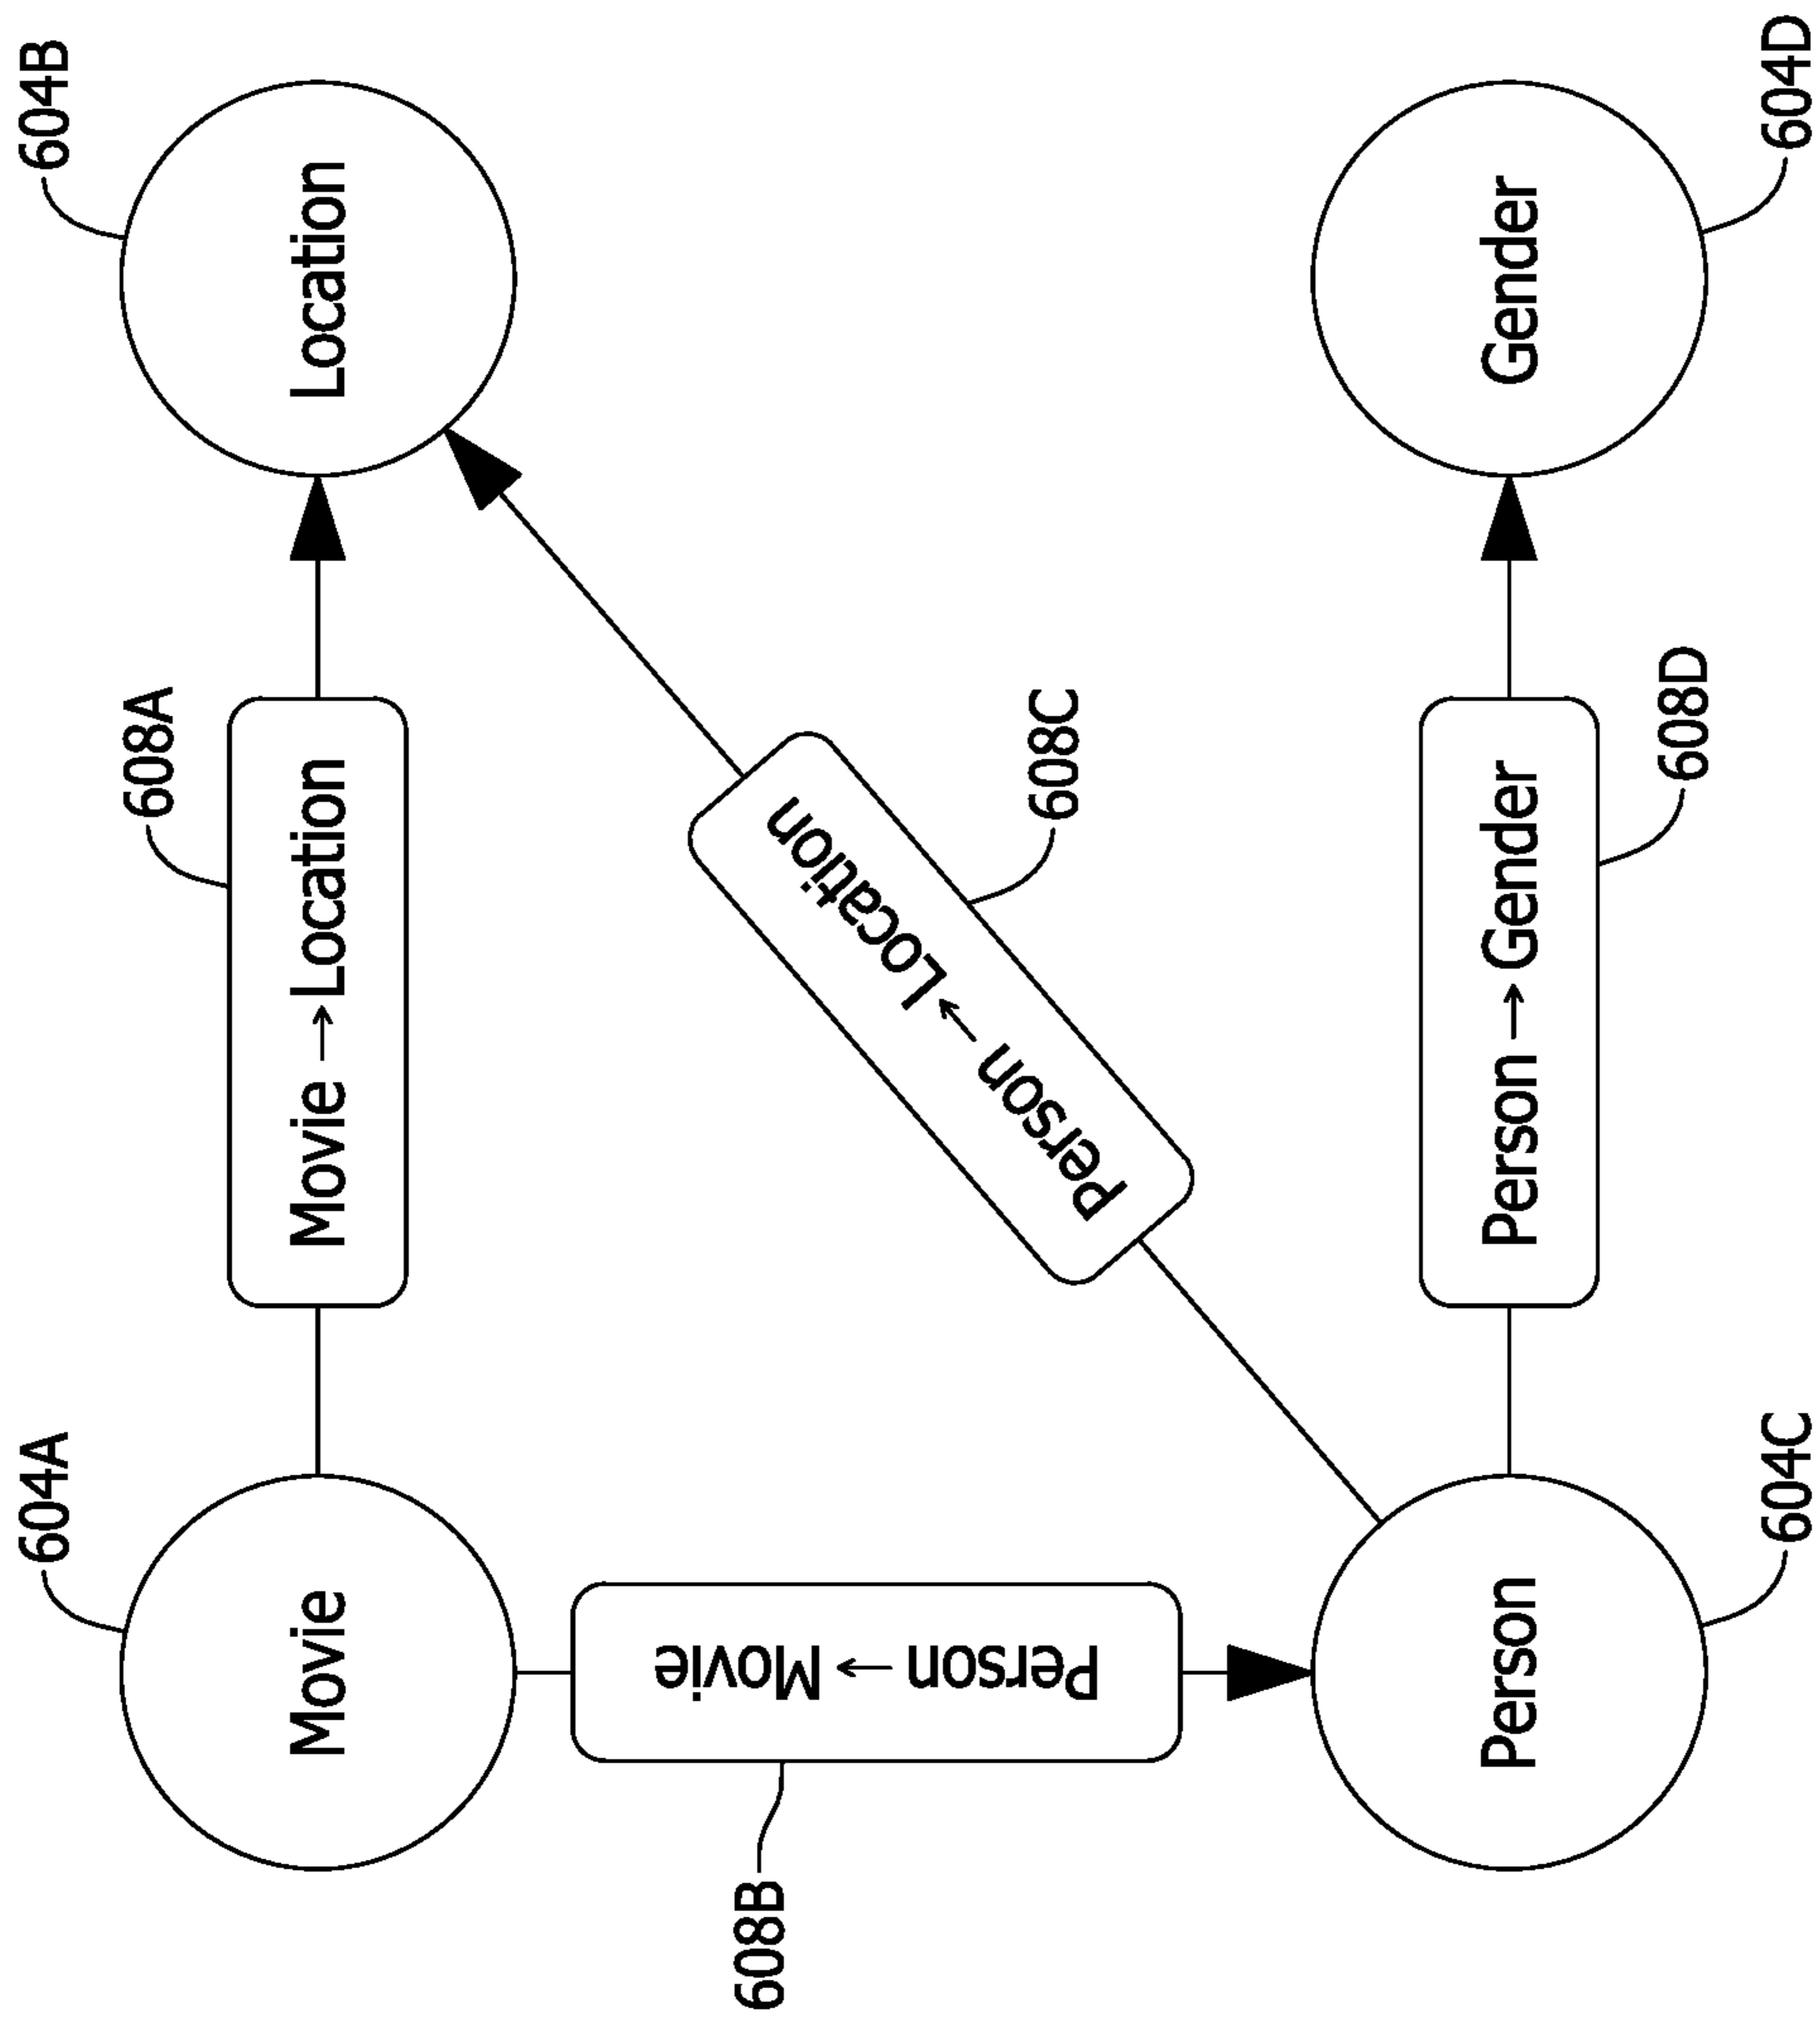 604A
Movie
608A
Movie → Location
604B
Location
608B
Person → Movie
608C
Person → Location
604C
Person
608D
Person → Gender
604D
Gender